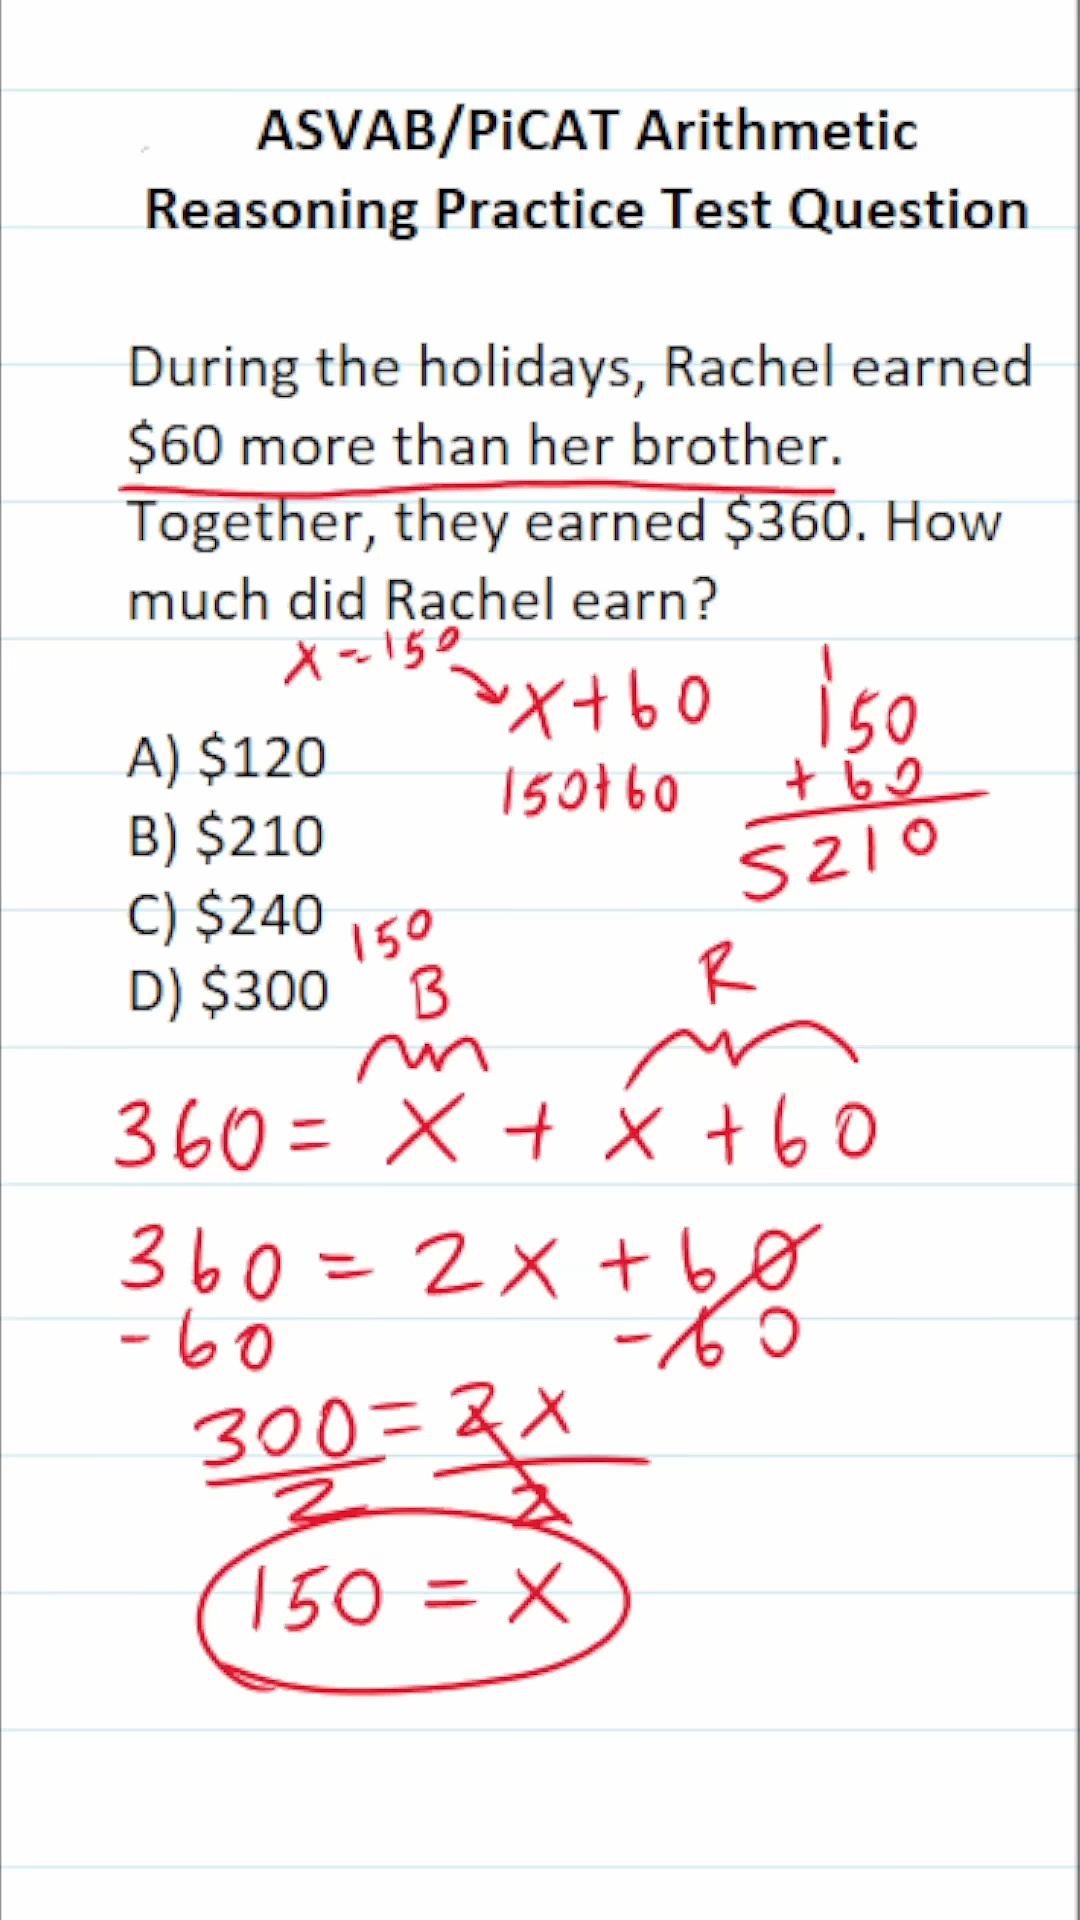 ASVAB/PiCAT Arithmetic
Reasoning Practice Test Question
During the holidays, Rachel earned
$60 more than her brother.
Together, they earned $360. How
much did Rachel earn?
x = 150
x + 60
150
150+60
+ 60
$210
A) $120
B) $210
C) $240
D) $300
150
B
R
360 = x + x + 60
360 = 2x + 60
-60 -60
300 = 2x
2 2
150 = x